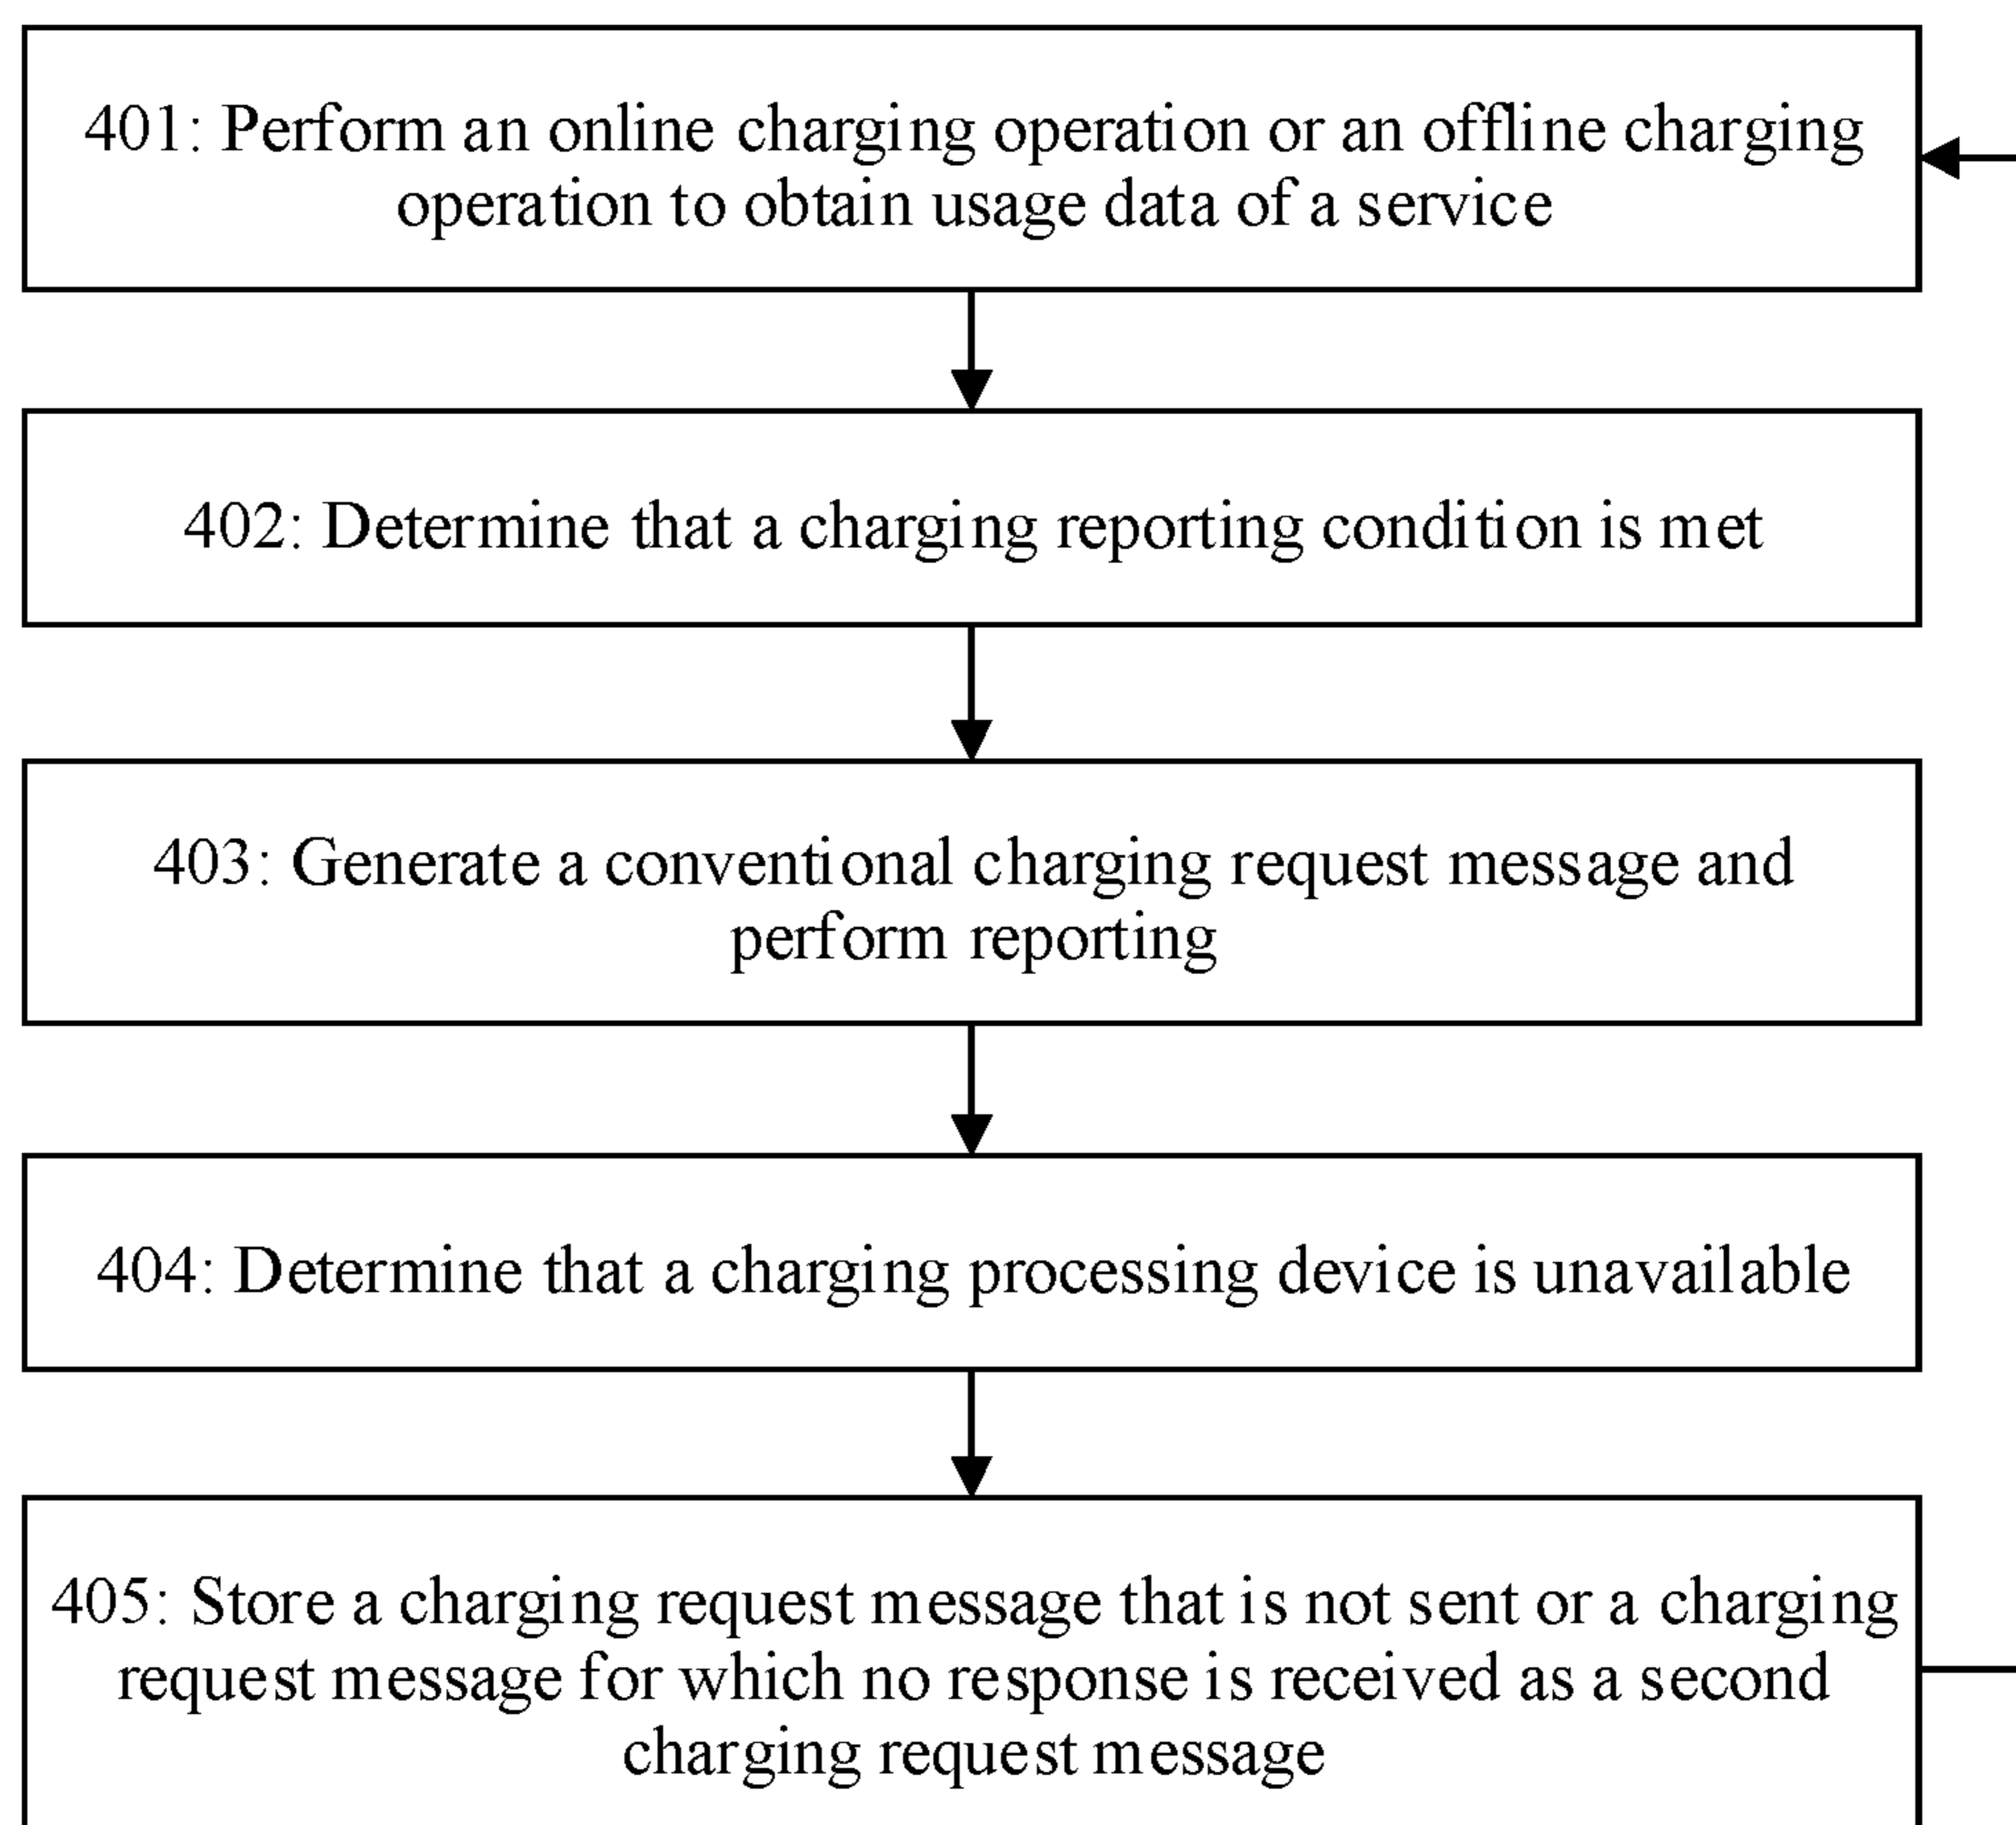 401: Perform an online charging operation or an offline charging
operation to obtain usage data of a service
402: Determine that a charging reporting condition is met
403: Generate a conventional charging request message and
perform reporting
404: Determine that a charging processing device is unavailable
405: Store a charging request message that is not sent or a charging
request message for which no response is received as a second
charging request message